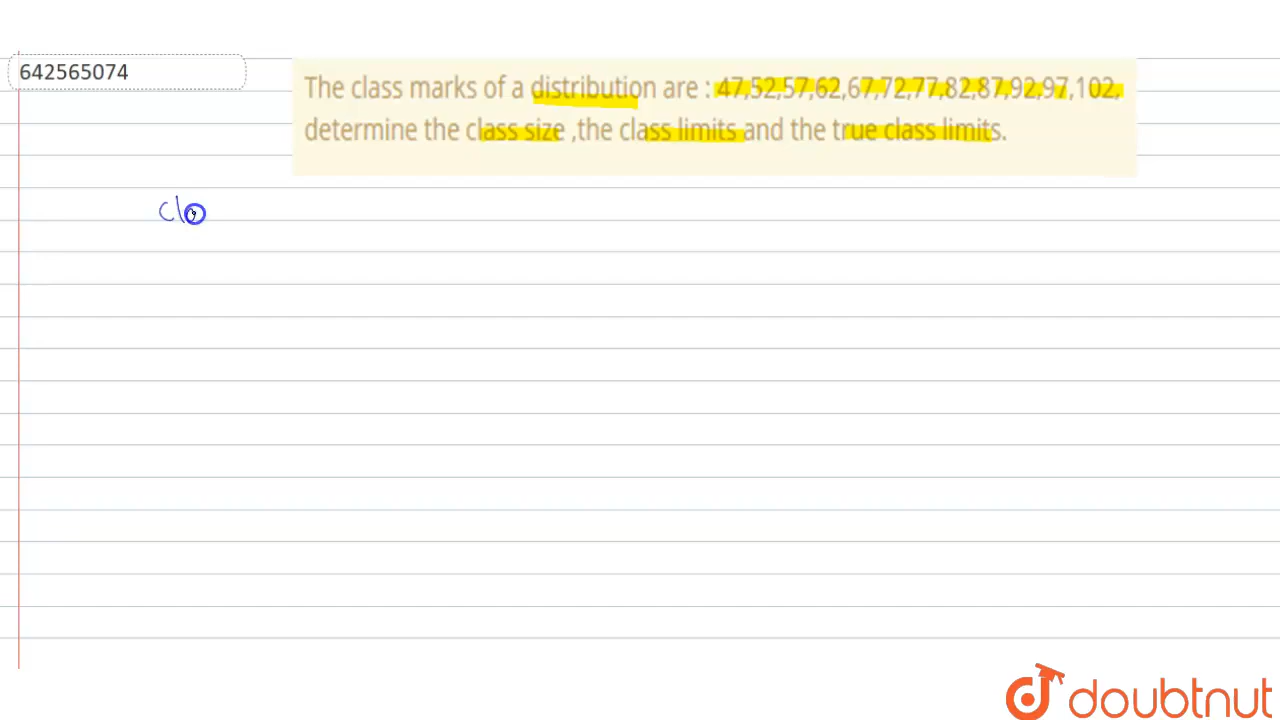 642565074
The class marks of a distribution are : 47,52,57,62,67,72,77,82,87,92,97,102,
determine the class size ,the class limits and the true class limits.
cla
doubtnut